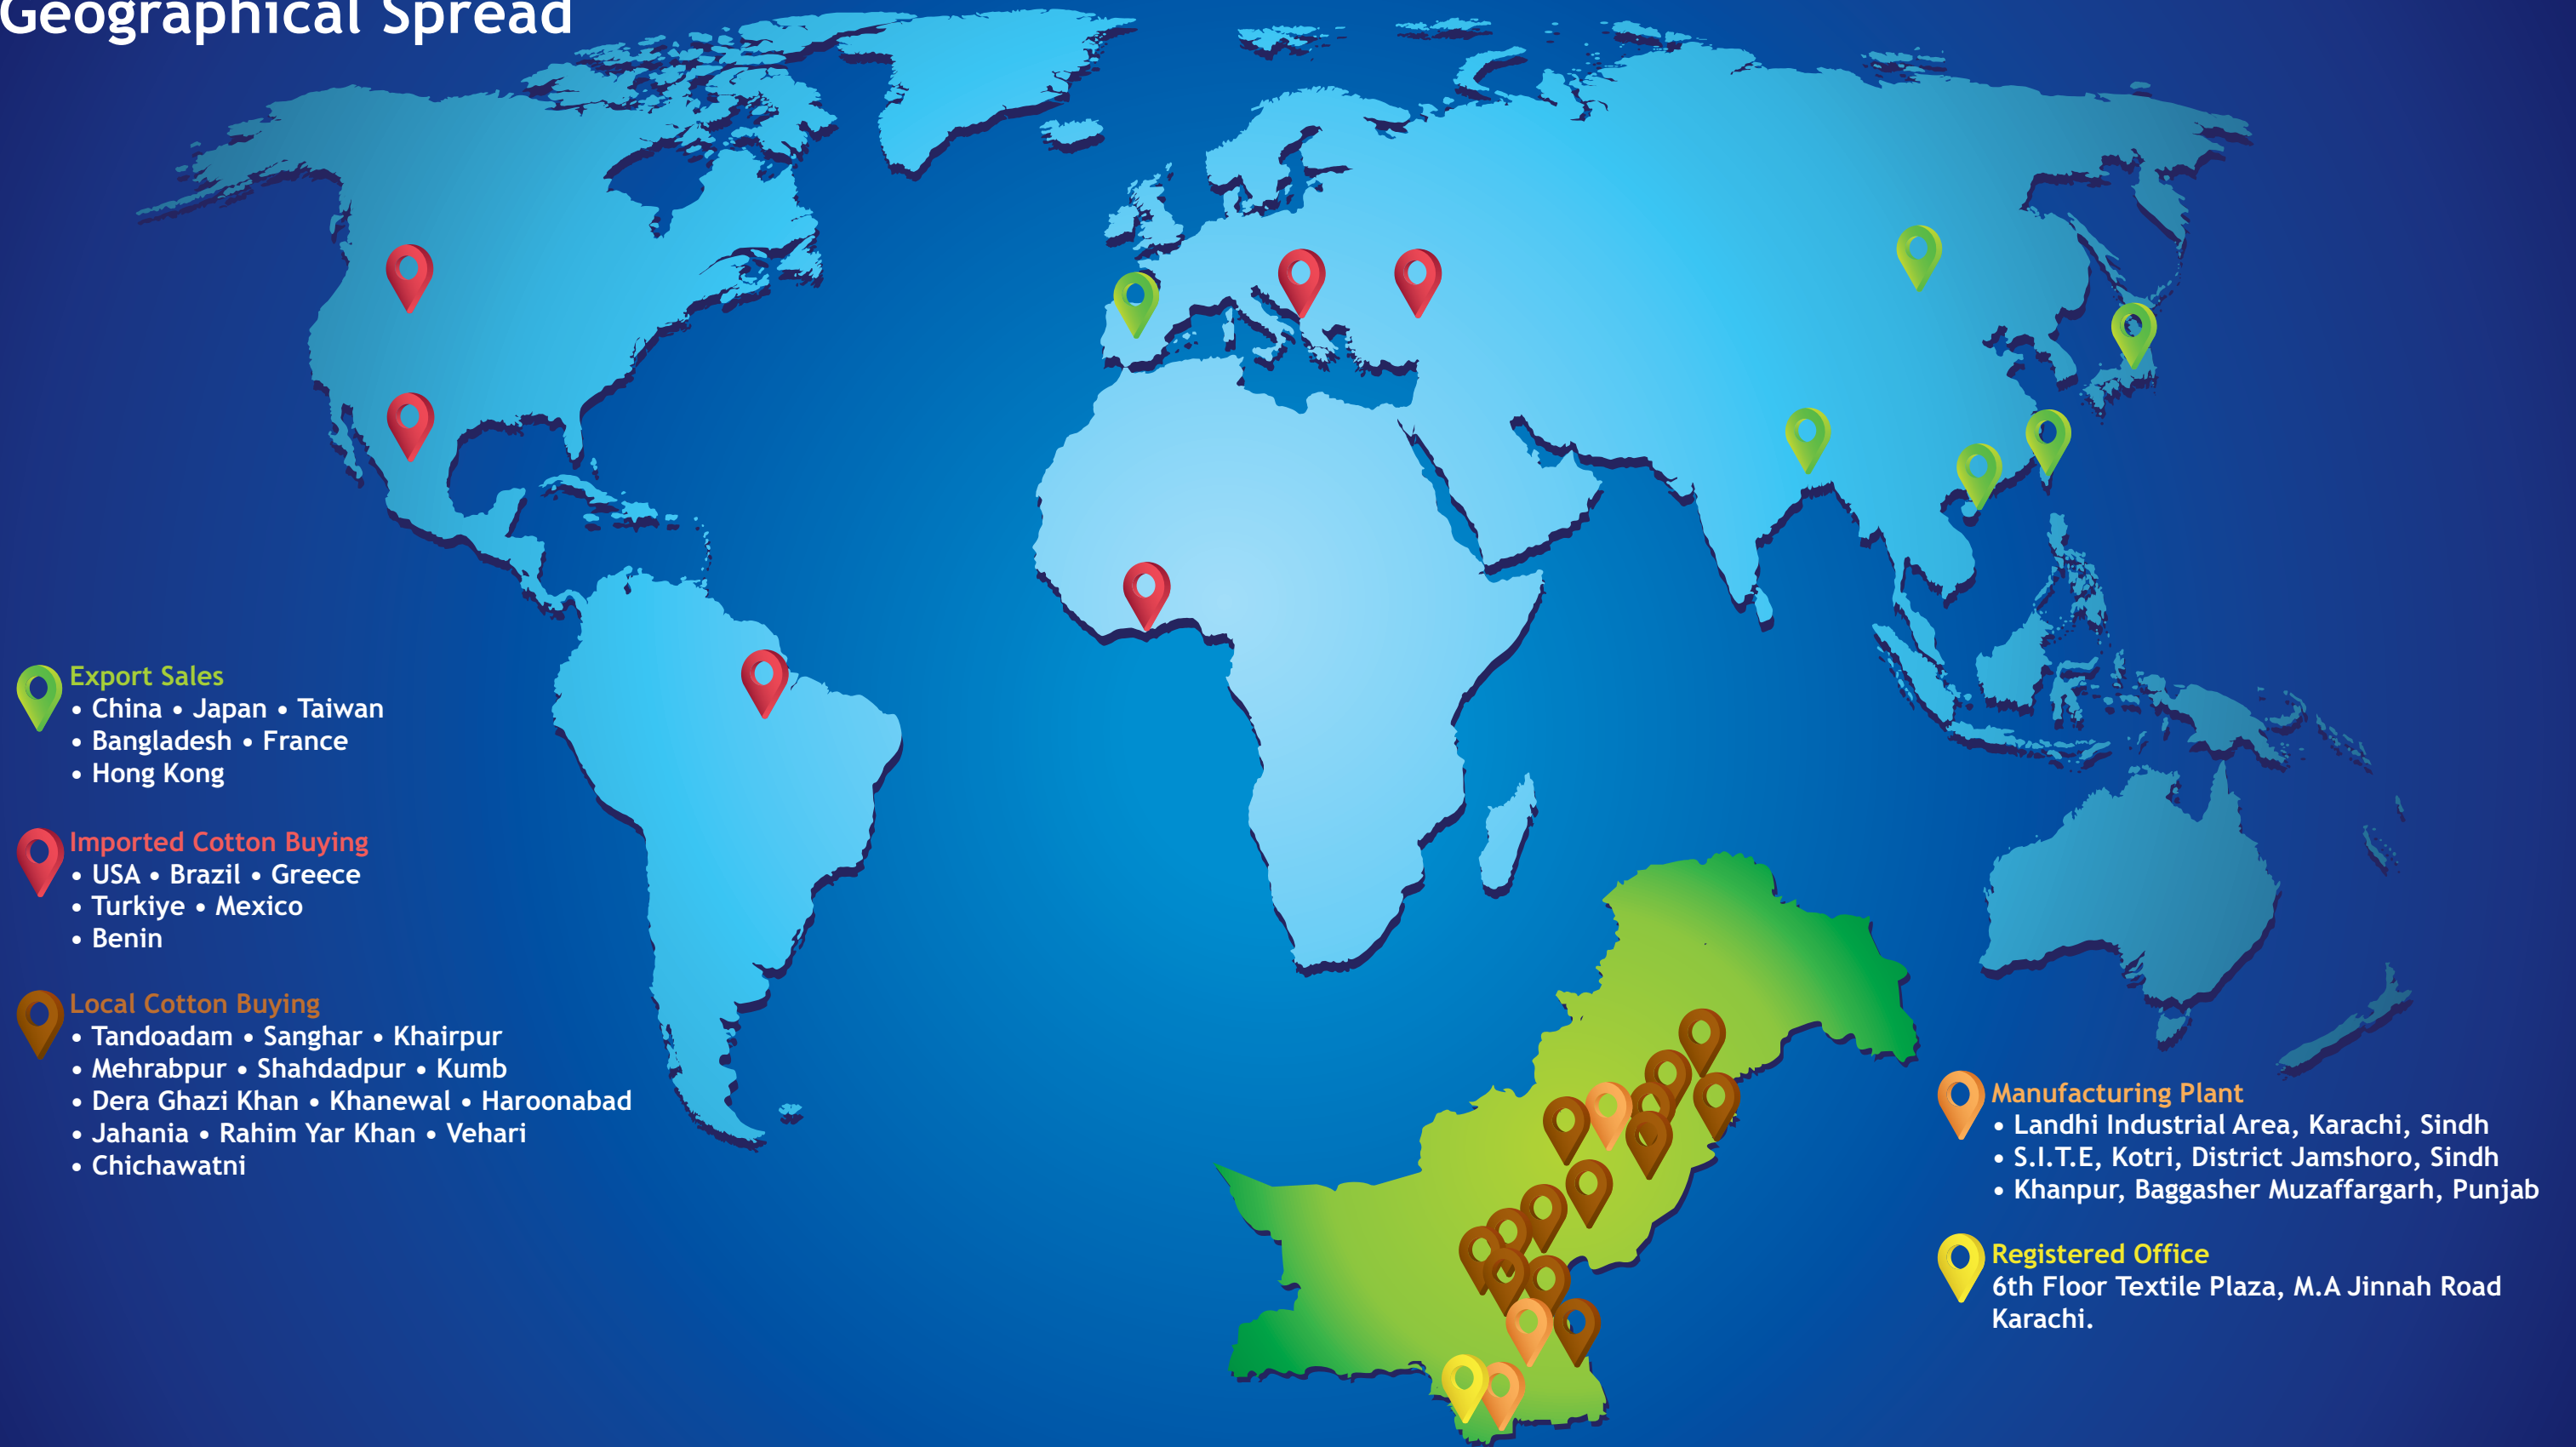 Geographical Spread
Export Sales
• China • Japan • Taiwan
• Bangladesh • France
• Hong Kong
Imported Cotton Buying
• USA • Brazil • Greece
• Turkiye • Mexico
• Benin
Local Cotton Buying
• Tandoadam • Sanghar • Khairpur
• Mehrabpur • Shahdadpur • Kumb
• Dera Ghazi Khan • Khanewal • Haroonabad
• Jahania • Rahim Yar Khan • Vehari
• Chichawatni
Manufacturing Plant
• Landhi Industrial Area, Karachi, Sindh
• S.I.T.E, Kotri, District Jamshoro, Sindh
• Khanpur, Baggasher Muzaffargarh, Punjab
Registered Office
6th Floor Textile Plaza, M.A Jinnah Road
Karachi.